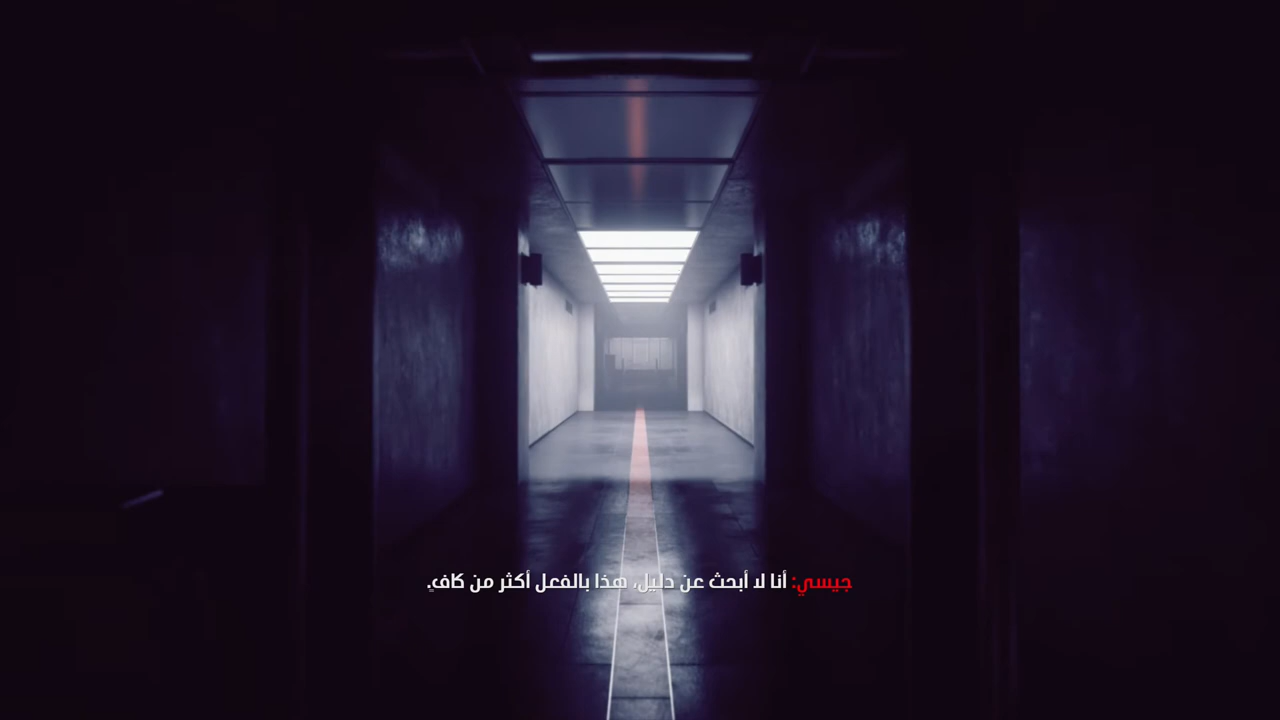 جيسي: أنا لا أبحث عن دليل، هذا بالفعل أكثر من كافٍ.